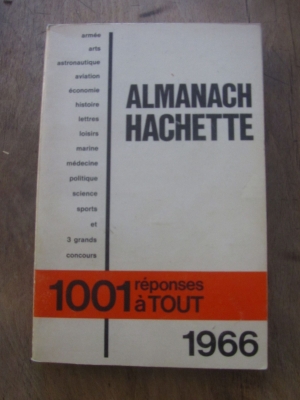 armée
arts
astronautique
aviation
économie
histoire
lettres
loisirs
marine
médecine
politique
science
sports
et
3 grands
concours
ALMANACH
HACHETTE
1001 réponses
à TOUT
1966